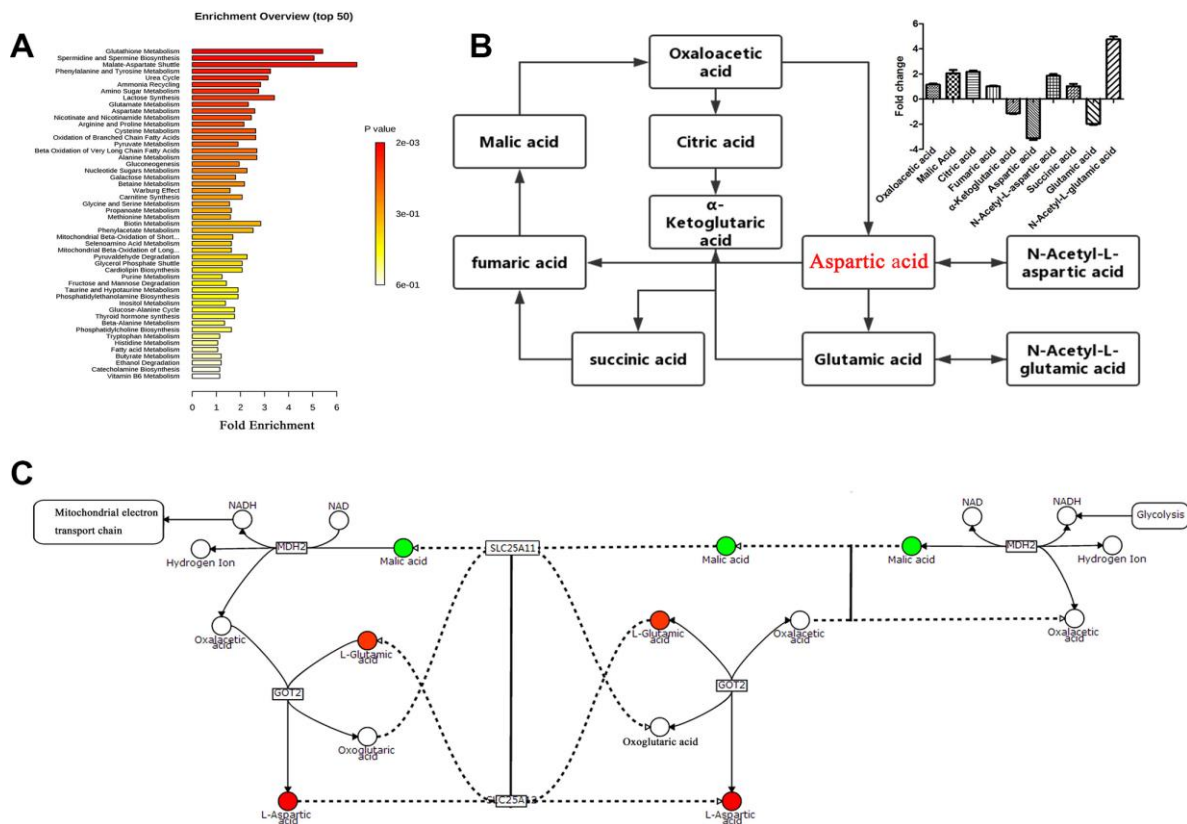 Enrichment Overview (top 50)
A
Glutathione Metabolism
Spermidine and Spermine Biosynthesis
Malate-Aspartate Shuttle
Phenylalanine and Tyrosine Metabolism
Urea Cycle
Ammonia Recycling
Amino Sugar Metabolism
Lactose Synthesis
Glutamate Metabolism
Aspartate Metabolism
Nicotinate and Nicotinamide Metabolism
Arginine and Proline Metabolism
Cysteine Metabolism
Oxidation of Branched Chain Fatty Acids
Pyruvate Metabolism
Beta Oxidation of Very Long Chain Fatty Acids
Alanine Metabolism
Gluconeogenesis
Nucleotide Sugars Metabolism
Galactose Metabolism
Betaine Metabolism
Warburg Effect
Carnitine Synthesis
Glycine and Serine Metabolism
Propanoate Metabolism
Methionine Metabolism
Biotin Metabolism
Phenylacetate Metabolism
Mitochondrial Beta-Oxidation of Short...
Selenoamino Acid Metabolism
Mitochondrial Beta-Oxidation of Long...
Pyruvaldehyde Degradation
Glycerol Phosphate Shuttle
Cardiolipin Biosynthesis
Purine Metabolism
Fructose and Mannose Degradation
Taurine and Hypotaurine Metabolism
Phosphatidylethanolamine Biosynthesis
Inositol Metabolism
Glucose-Alanine Cycle
Thyroid hormone synthesis
Beta-Alanine Metabolism
Phosphatidylcholine Biosynthesis
Tryptophan Metabolism
Histidine Metabolism
Fatty acid Metabolism
Butyrate Metabolism
Ethanol Degradation
Catecholamine Biosynthesis
Vitamin B6 Metabolism
0 1 2 3 4 5 6
Fold Enrichment
P value
2e-03
3e-01
6e-01
B
Oxaloacetic
acid
Malic acid
Citric acid
α-
Ketoglutaric
acid
fumaric acid
Aspartic acid
N-Acetyl-L-
aspartic acid
succinic acid
Glutamic acid
N-Acetyl-L-
glutamic acid
Fold change
6
4
2
0
-2
-4
Oxaloacetic acid
Malic Acid
Citric acid
Fumaric acid
α-Ketoglutaric acid
Aspartic acid
N-Acetyl-L-aspartic acid
Succinic acid
Glutamic acid
N-Acetyl-L-glutamic acid
C
Mitochondrial electron
transport chain
NADH
NAD
MDH2
Hydrogen Ion
Malic acid
SLC25A11
Malic acid
Malic acid
NAD
NADH
Glycolysis
MDH2
Hydrogen Ion
Oxalacetic
acid
L-Glutamic
acid
L-Glutamic
acid
Oxalacetic
acid
Oxalacetic
acid
GOT2
GOT2
Oxoglutaric
acid
Oxoglutaric acid
L-Aspartic
acid
L-Aspartic
acid